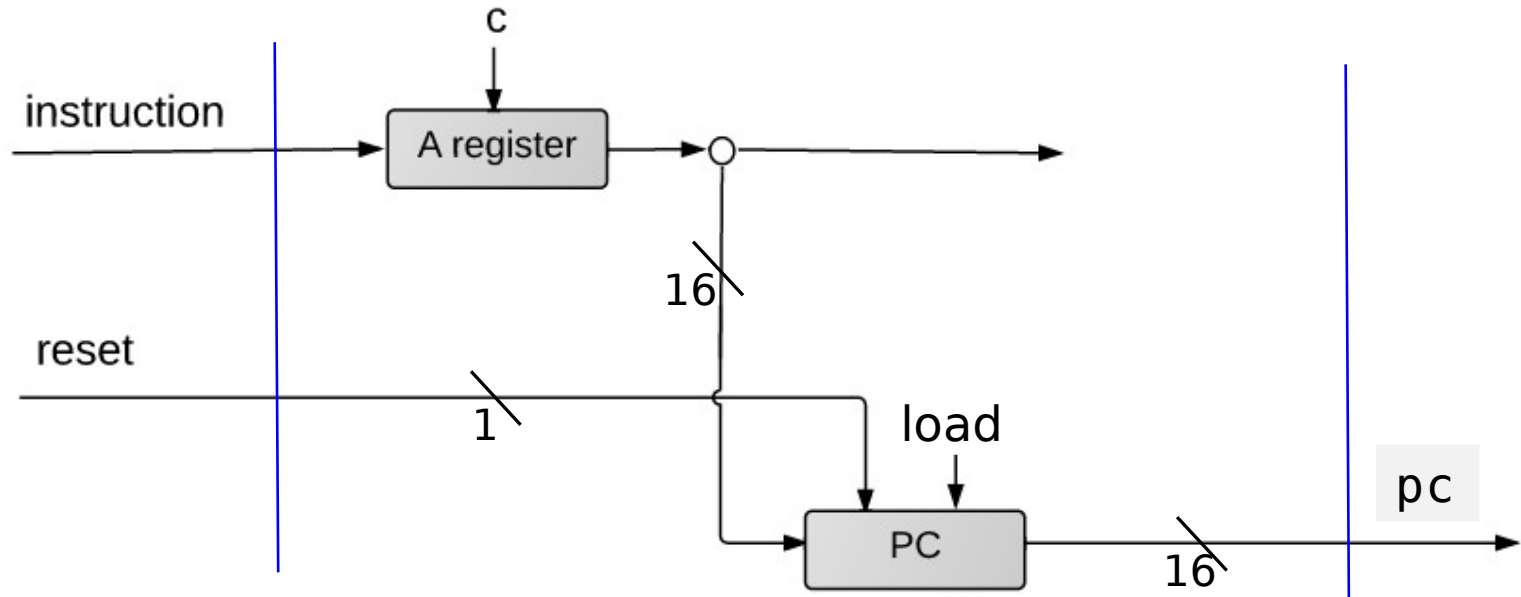 c
instruction
A register
16
reset
1
load
pc
PC
16